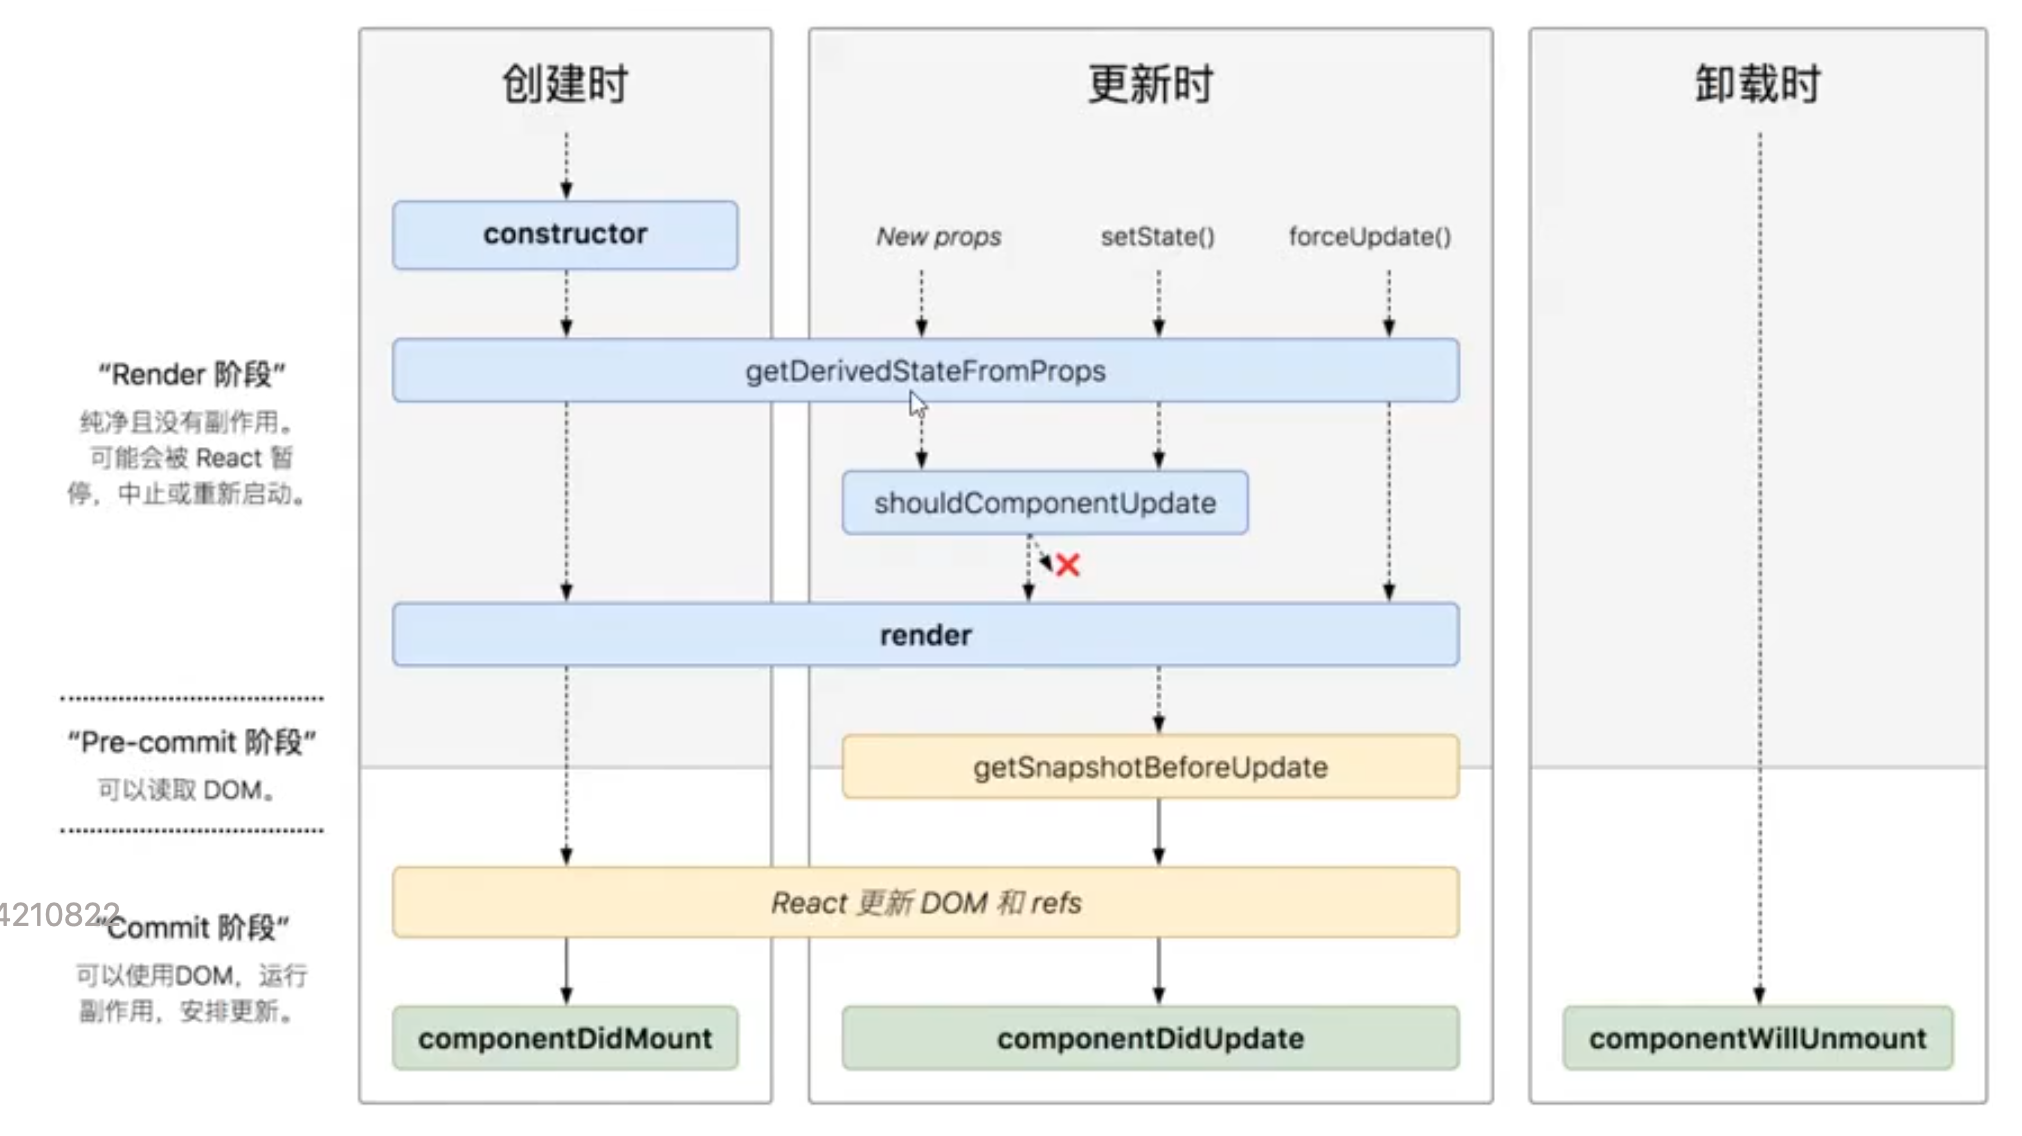 创建时
更新时
卸载时
constructor
New props
setState()
forceUpdate()
getDerivedStateFromProps
“Render 阶段”
纯净且没有副作用。
可能会被 React 暂
停，中止或重新启动。
shouldComponentUpdate
render
“Pre-commit 阶段”
可以读取 DOM。
getSnapshotBeforeUpdate
React 更新 DOM 和 refs
4210822
“Commit 阶段”
可以使用DOM，运行
副作用，安排更新。
componentDidMount
componentDidUpdate
componentWillUnmount